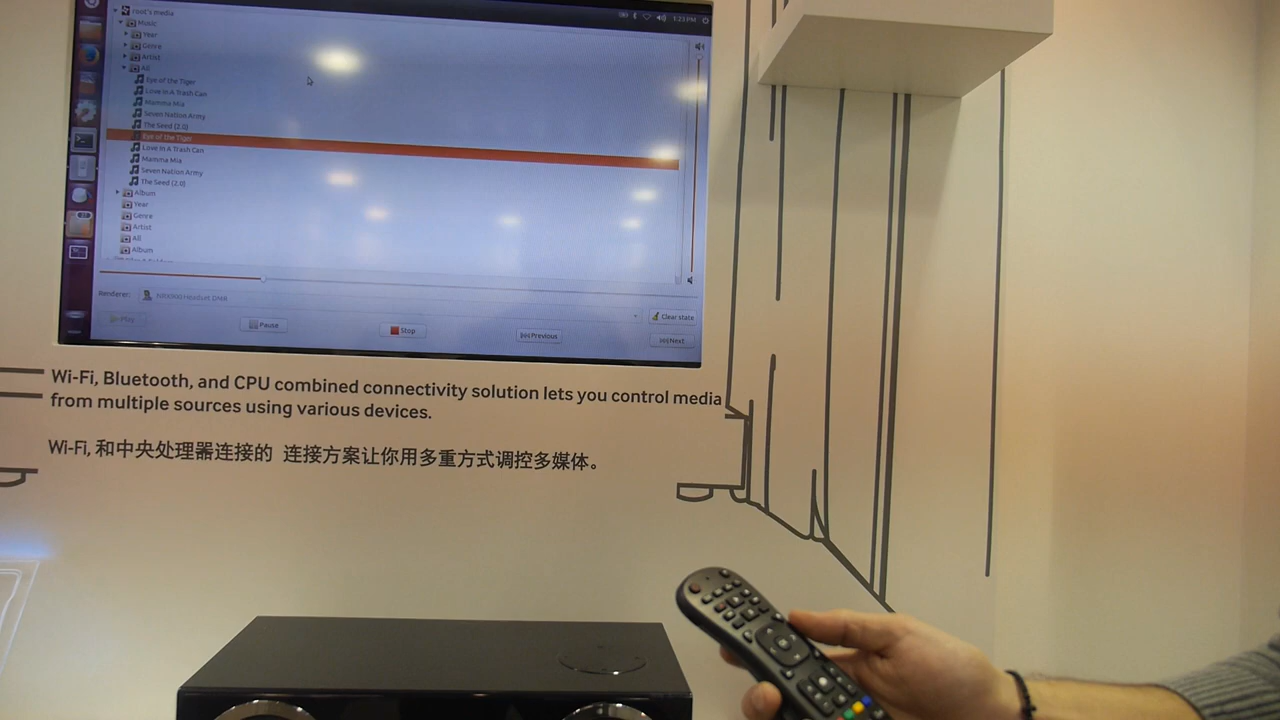 root's media
1:23 PM
Music
Year
Genre
Artist
All
Eye of the Tiger
Love In A Trash Can
Mamma Mia
Seven Nation Army
The Seed (2.0)
Eye of the Tiger
Love In A Trash Can
Mamma Mia
Seven Nation Army
The Seed (2.0)
Album
Year
Genre
Artist
All
Album
Renderer:
Clear state
Play
Pause
Stop
Previous
Next
Wi-Fi, Bluetooth, and CPU combined connectivity solution lets you control media
from multiple sources using various devices.
Wi-Fi, 和中央处理器连接的 连接方案让你用多重方式调控多媒体。